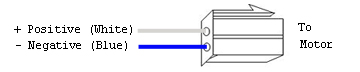 + Positive (White)
- Negative (Blue)
To
Motor